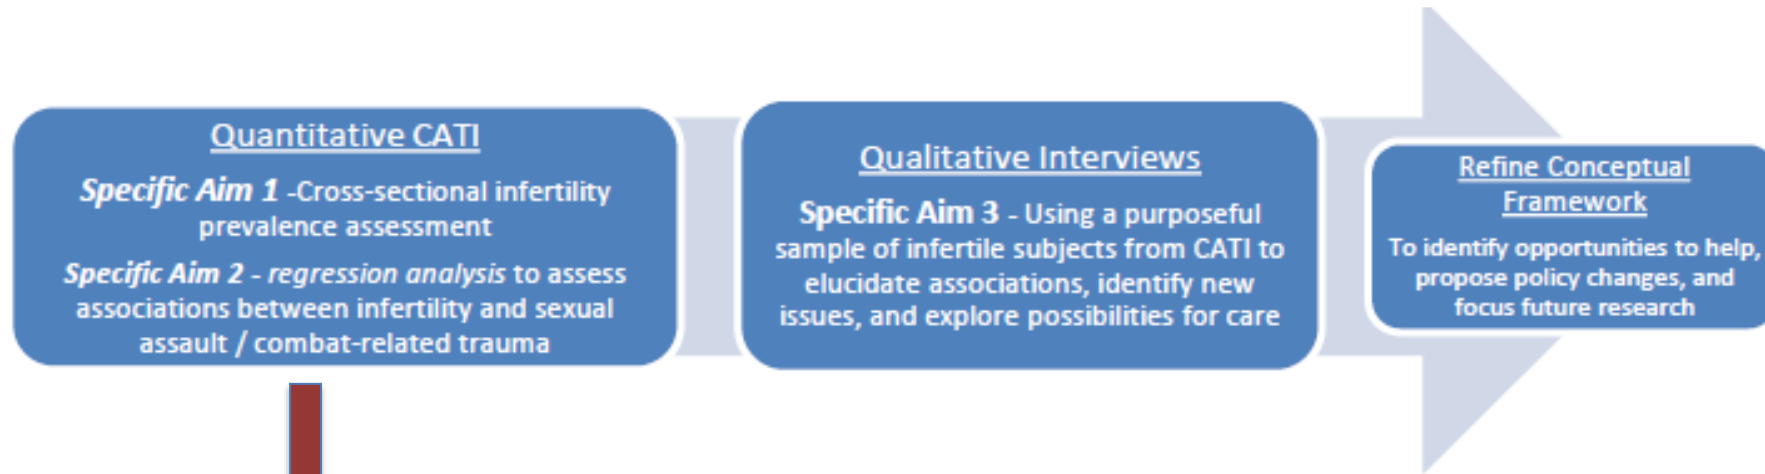 Quantitative CATI
Specific Aim 1 -Cross-sectional infertility
prevalence assessment
Specific Aim 2 - regression analysis to assess
associations between infertility and sexual
assault / combat-related trauma
Qualitative Interviews
Specific Aim 3 - Using a purposeful
sample of infertile subjects from CATI to
elucidate associations, identify new
issues, and explore possibilities for care
Refine Conceptual
Framework
To identify opportunities to help,
propose policy changes, and
focus future research